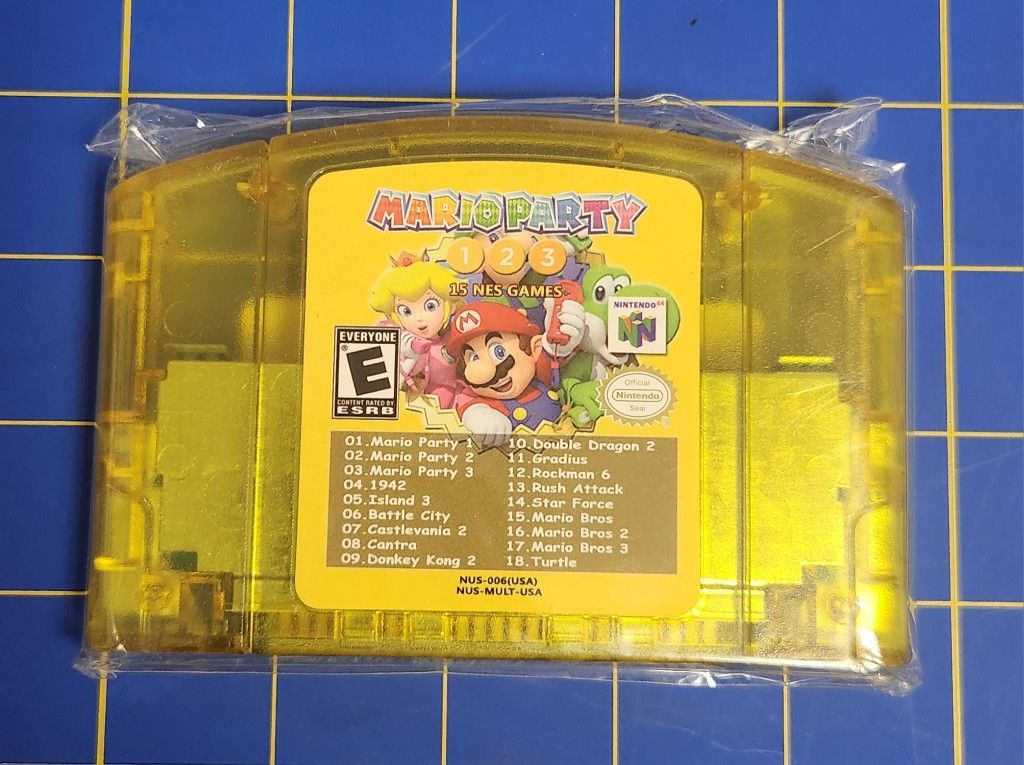 MARIO PARTY
1 2 3
15 NES GAMES
NINTENDO 64
N
EVERYONE
E
CONTENT RATED BY
ESRB
Official
Nintendo
Seal
01.Mario Party 1
02.Mario Party 2
03.Mario Party 3
04.1942
05.Island 3
06.Battle City
07.Castlevania 2
08.Cantra
09.Donkey Kong 2
10.Double Dragon 2
11.Gradius
12.Rockman 6
13.Rush Attack
14.Star Force
15.Mario Bros
16.Mario Bros 2
17.Mario Bros 3
18.Turtle
NUS-006(USA)
NUS-MULT-USA